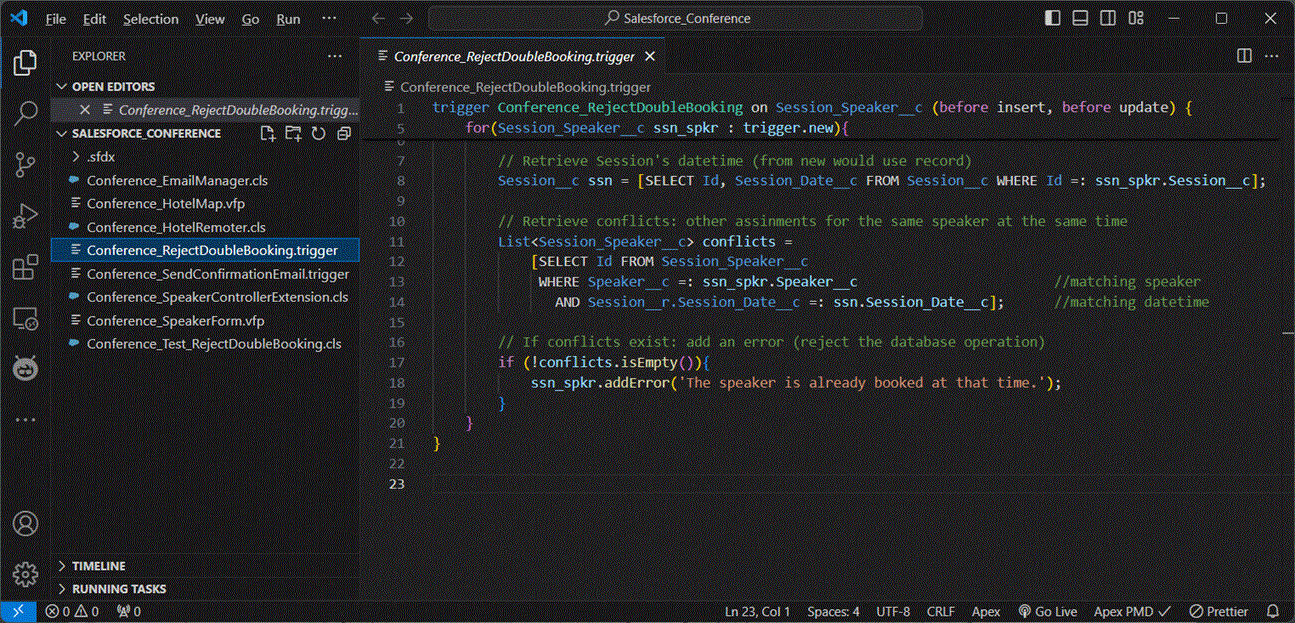 File Edit Selection View Go Run ···
Salesforce_Conference
EXPLORER
OPEN EDITORS
Conference_RejectDoubleBooking.trigg...
SALESFORCE_CONFERENCE
.sfdx
Conference_EmailManager.cls
Conference_HotelMap.vfp
Conference_HotelRemoter.cls
Conference_RejectDoubleBooking.trigger
Conference_SendConfirmationEmail.trigger
Conference_SpeakerControllerExtension.cls
Conference_SpeakerForm.vfp
Conference_Test_RejectDoubleBooking.cls
TIMELINE
RUNNING TASKS
Conference_RejectDoubleBooking.trigger
Conference_RejectDoubleBooking.trigger
1 trigger Conference_RejectDoubleBooking on Session_Speaker__c (before insert, before update) {
5 for(Session_Speaker__c ssn_spkr : trigger.new){
6
7 // Retrieve Session's datetime (from new would use record)
8 Session__c ssn = [SELECT Id, Session_Date__c FROM Session__c WHERE Id =: ssn_spkr.Session__c];
9
10 // Retrieve conflicts: other assinments for the same speaker at the same time
11 List<Session_Speaker__c> conflicts =
12 [SELECT Id FROM Session_Speaker__c
13 WHERE Speaker__c =: ssn_spkr.Speaker__c //matching speaker
14 AND Session__r.Session_Date__c =: ssn.Session_Date__c]; //matching datetime
15
16 // If conflicts exist: add an error (reject the database operation)
17 if (!conflicts.isEmpty()){
18 ssn_spkr.addError('The speaker is already booked at that time.');
19 }
20 }
21 }
22
23
0 0 0 Ln 23, Col 1 Spaces: 4 UTF-8 CRLF Apex Go Live Apex PMD Prettier